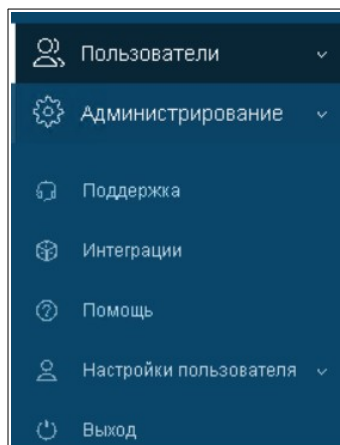 Пользователи
Администрирование
Поддержка
Интеграции
Помощь
Настройки пользователя
Выход